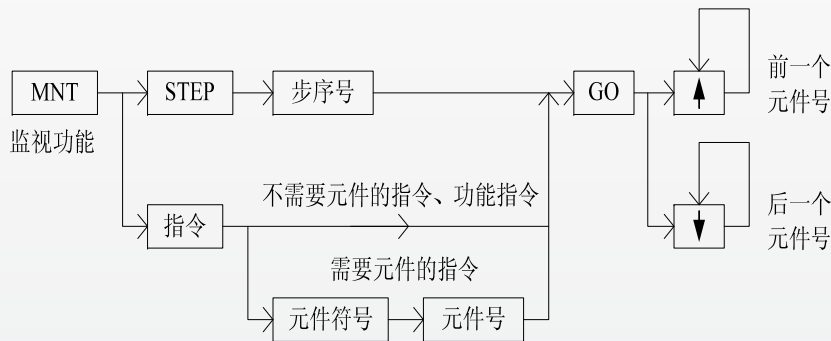 MNT
STEP
步序号
GO
前一个
元件号
监视功能
不需要元件的指令、功能指令
指令
后一个
元件号
需要元件的指令
元件符号
元件号